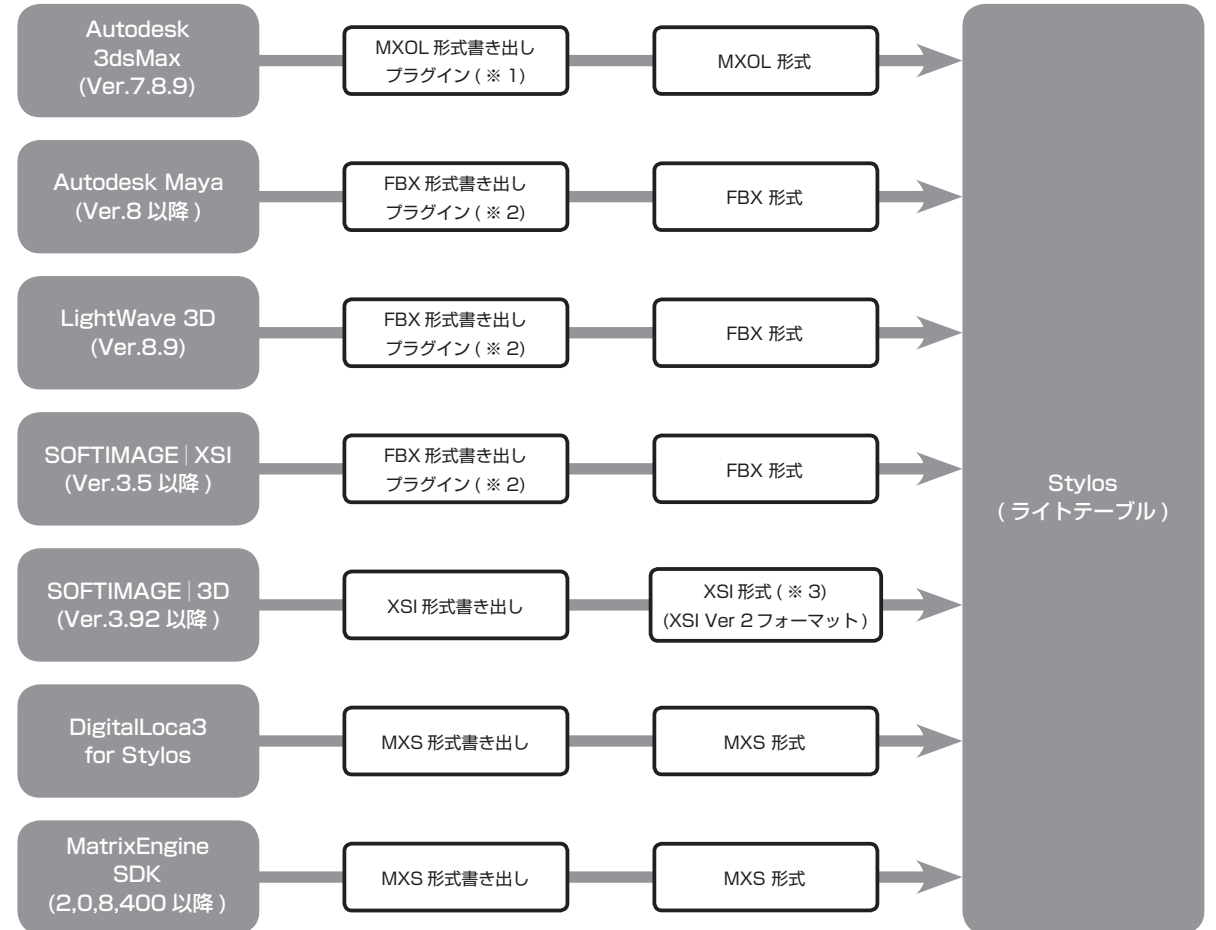 Autodesk
3dsMax
(Ver.7.8.9)
MXOL 形式書き出し
プラグイン ( ※ 1)
MXOL 形式
Autodesk Maya
(Ver.8 以降 )
FBX 形式書き出し
プラグイン ( ※ 2)
FBX 形式
LightWave 3D
(Ver.8.9)
FBX 形式書き出し
プラグイン ( ※ 2)
FBX 形式
SOFTIMAGE｜XSI
(Ver.3.5 以降 )
FBX 形式書き出し
プラグイン ( ※ 2)
FBX 形式
Stylos
( ライトテーブル )
SOFTIMAGE｜3D
(Ver.3.92 以降 )
XSI 形式書き出し
XSI 形式 ( ※ 3)
(XSI Ver 2 フォーマット )
DigitalLoca3
for Stylos
MXS 形式書き出し
MXS 形式
MatrixEngine
SDK
(2,0,8,400 以降 )
MXS 形式書き出し
MXS 形式